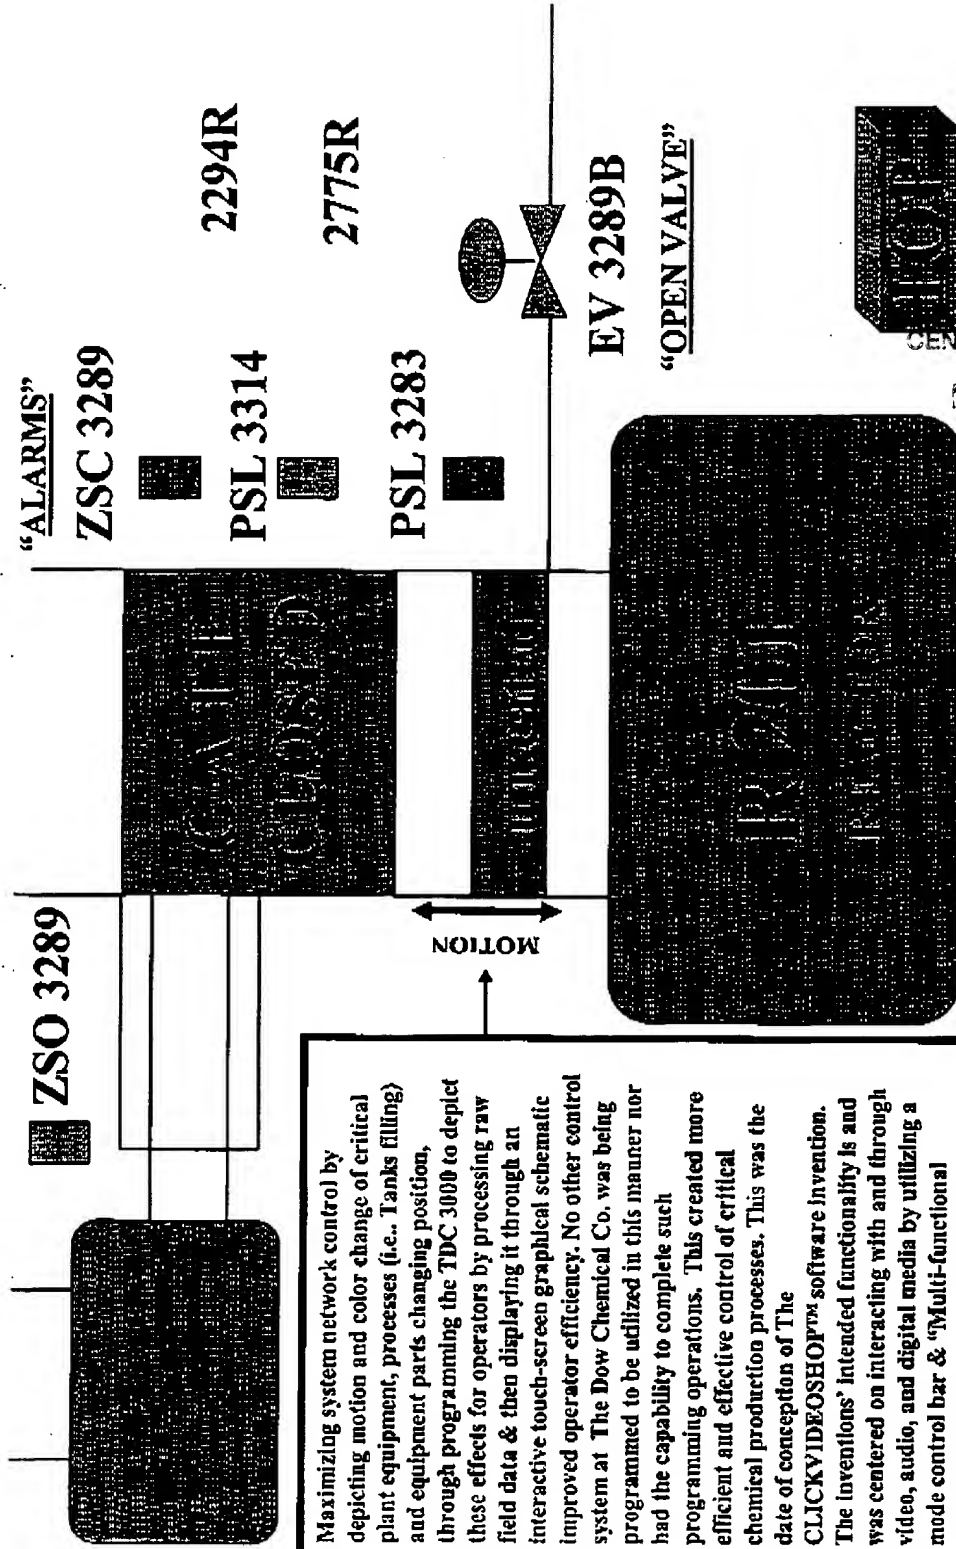 "ALARMS"
ZSO 3289
ZSC 3289
2294R
PSL 3314
2775R
PSL 3283
GATE
CLOSED
MOTION
EV 3289B
"OPEN VALVE"
R 201
REACTOR
TOP
CEN
Maximizing system network control by
depicting motion and color change of critical
plant equipment, processes (i.e.. Tanks filling)
and equipment parts changing position,
through programming the TDC 3000 to depict
these effects for operators by processing raw
field data & then displaying it through an
interactive touch-screen graphical schematic
improved operator efficiency. No other control
system at The Dow Chemical Co. was being
programmed to be utilized in this manner nor
had the capability to complete such
programming operations. This created more
efficient and effective control of critical
chemical production processes. This was the
date of conception of The
CLICKVIDEOSHOP™ software invention.
The Inventions' intended functionality is and
was centered on interacting with and through
video, audio, and digital media by utilizing a
mode control bar & "Multi-functional